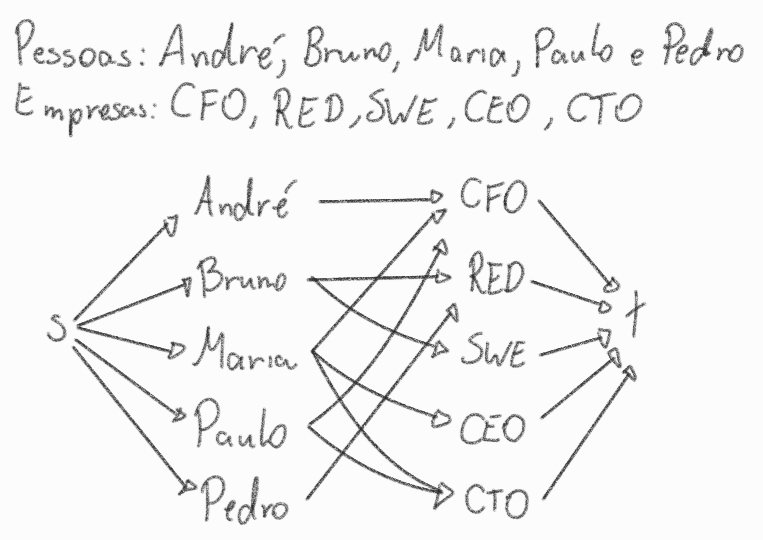 Pessoas: André, Bruno, Maria, Paulo e Pedro
Empresas: CFO, RED, SWE, CEO, CTO
André CFO
Bruno RED
s t
Maria SWE
Paulo CEO
Pedro CTO